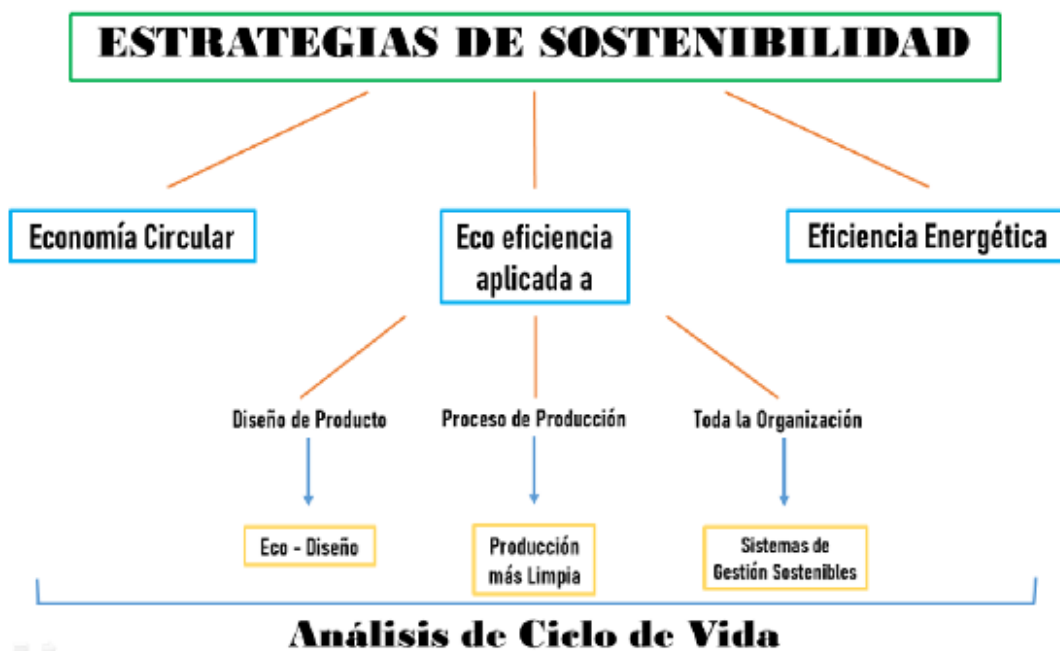 ESTRATEGIAS DE SOSTENIBILIDAD
Economía Circular
Eco eficiencia
aplicada a
Eficiencia Energética
Diseño de Producto
Proceso de Producción
Toda la Organización
Eco - Diseño
Producción
más Limpia
Sistemas de
Gestión Sostenibles
Análisis de Ciclo de Vida